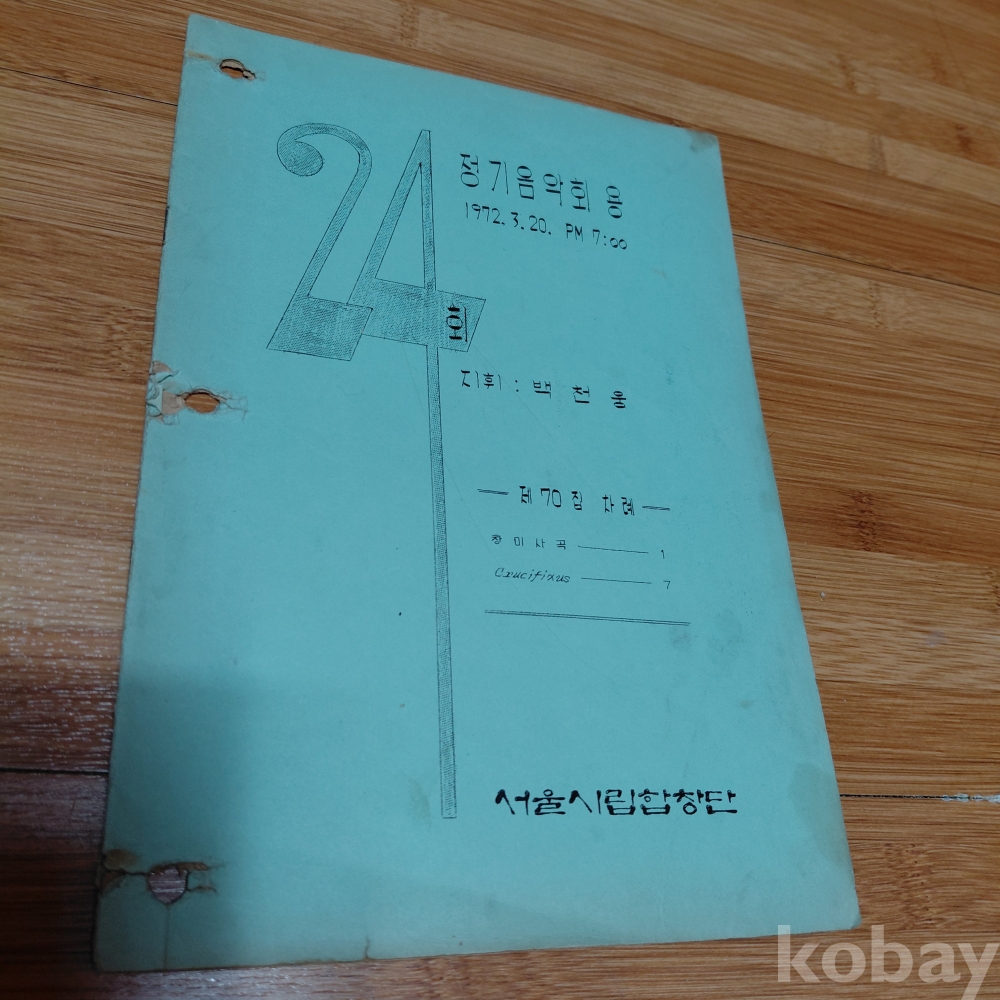 24회
정기음악회 용
1972. 3. 20. PM 7:00
지휘 : 백천웅
— 제 70 집 차례 —
장미사곡 ——— 1
Crucifixus ——— 7
서울시립합창단
kobay